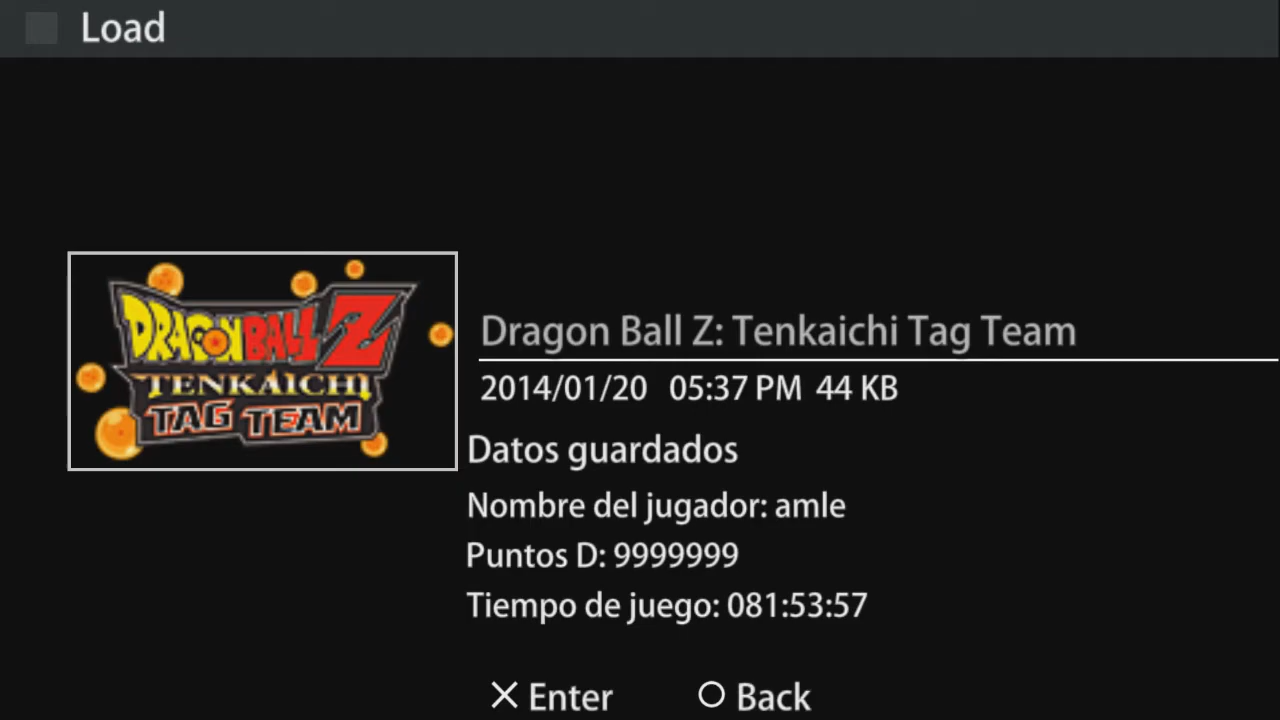 Load
DRAGON BALL Z
TENKAICHI
TAG TEAM
Dragon Ball Z: Tenkaichi Tag Team
2014/01/20 05:37 PM 44 KB
Datos guardados
Nombre del jugador: amle
Puntos D: 9999999
Tiempo de juego: 081:53:57
Enter Back